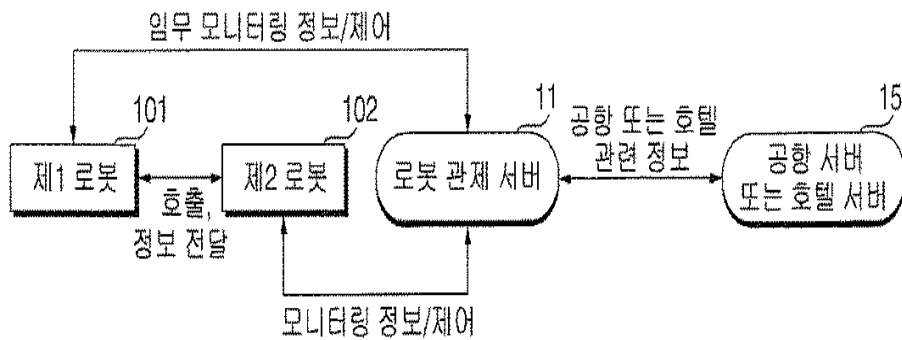 임무 모니터링 정보/제어
101
102
11
15
제1 로봇
호출,
정보 전달
제2 로봇
로봇 관제 서버
공항 또는 호텔
관련 정보
공항 서버
또는 호텔 서버
모니터링 정보/제어